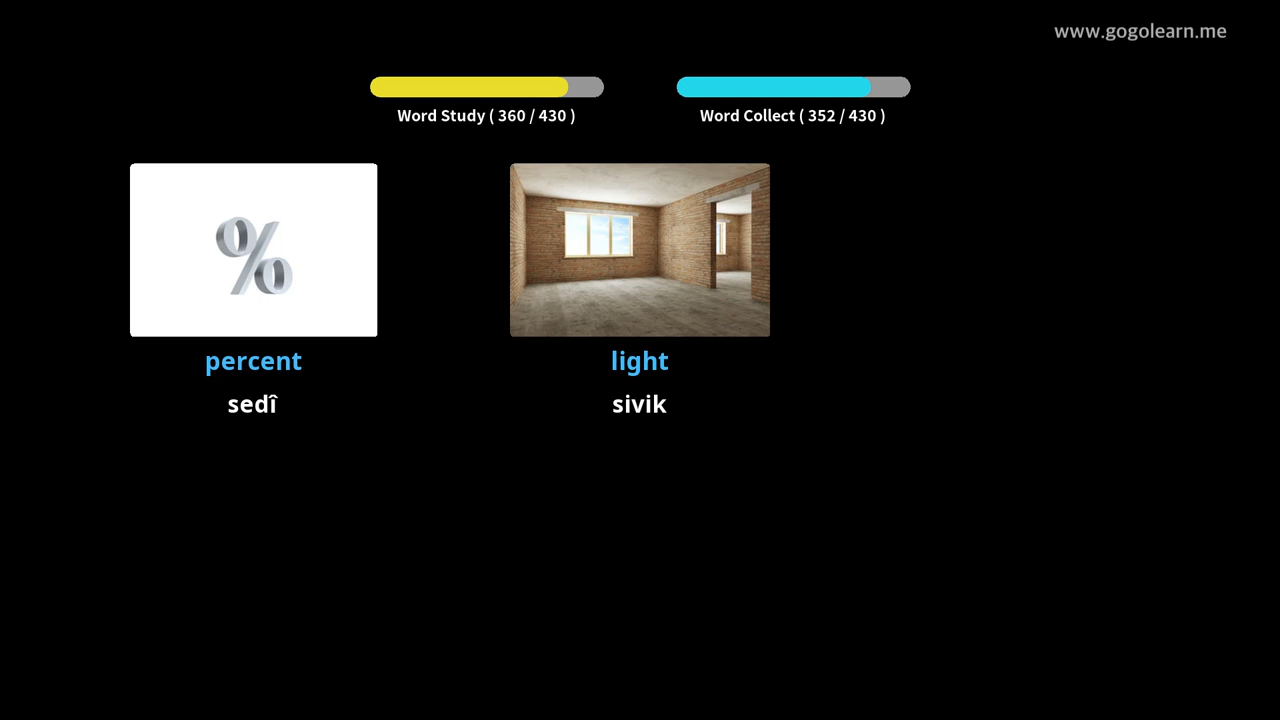 www.gogolearn.me
Word Study ( 360 / 430 )
Word Collect ( 352 / 430 )
%
percent
light
sedî
sivik